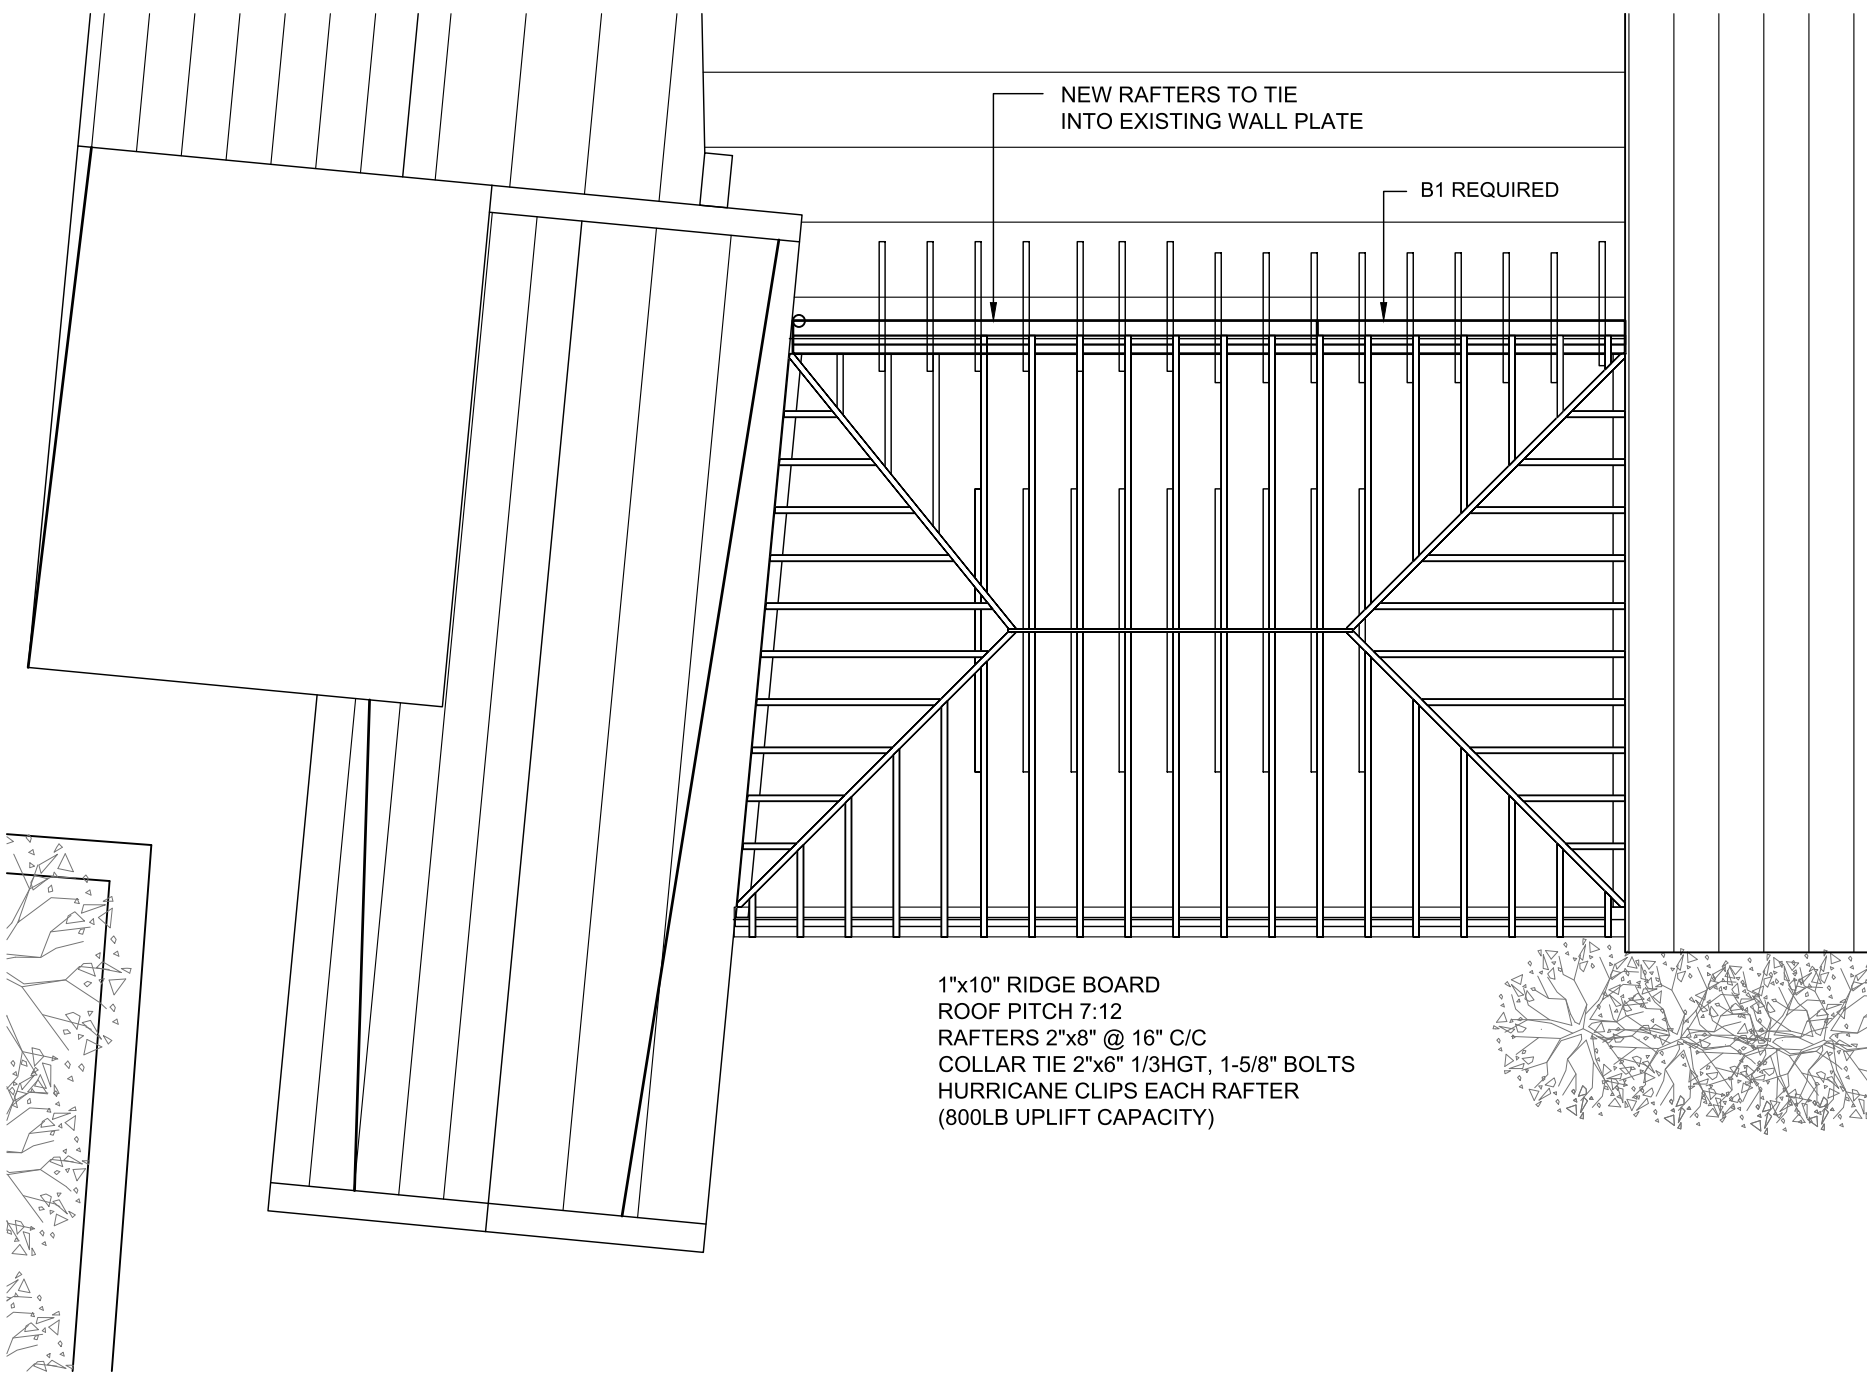 NEW RAFTERS TO TIE
INTO EXISTING WALL PLATE
B1 REQUIRED
1"x10" RIDGE BOARD
ROOF PITCH 7:12
RAFTERS 2"x8" @ 16" C/C
COLLAR TIE 2"x6" 1/3HGT, 1-5/8" BOLTS
HURRICANE CLIPS EACH RAFTER
(800LB UPLIFT CAPACITY)